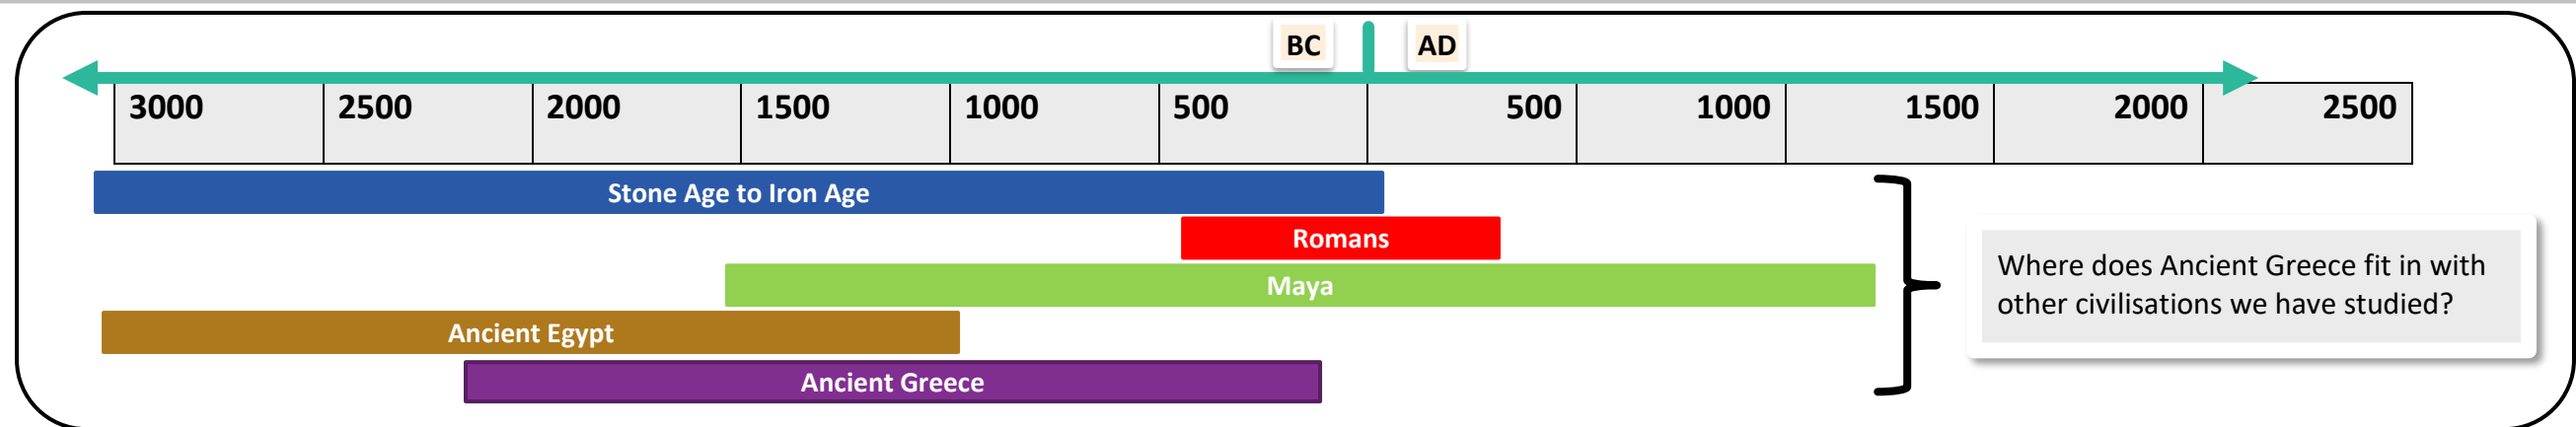 BC AD
3000 2500 2000 1500 1000 500 500 1000 1500 2000 2500
Stone Age to Iron Age
Romans
Maya
Ancient Egypt
Ancient Greece
Where does Ancient Greece fit in with
other civilisations we have studied?